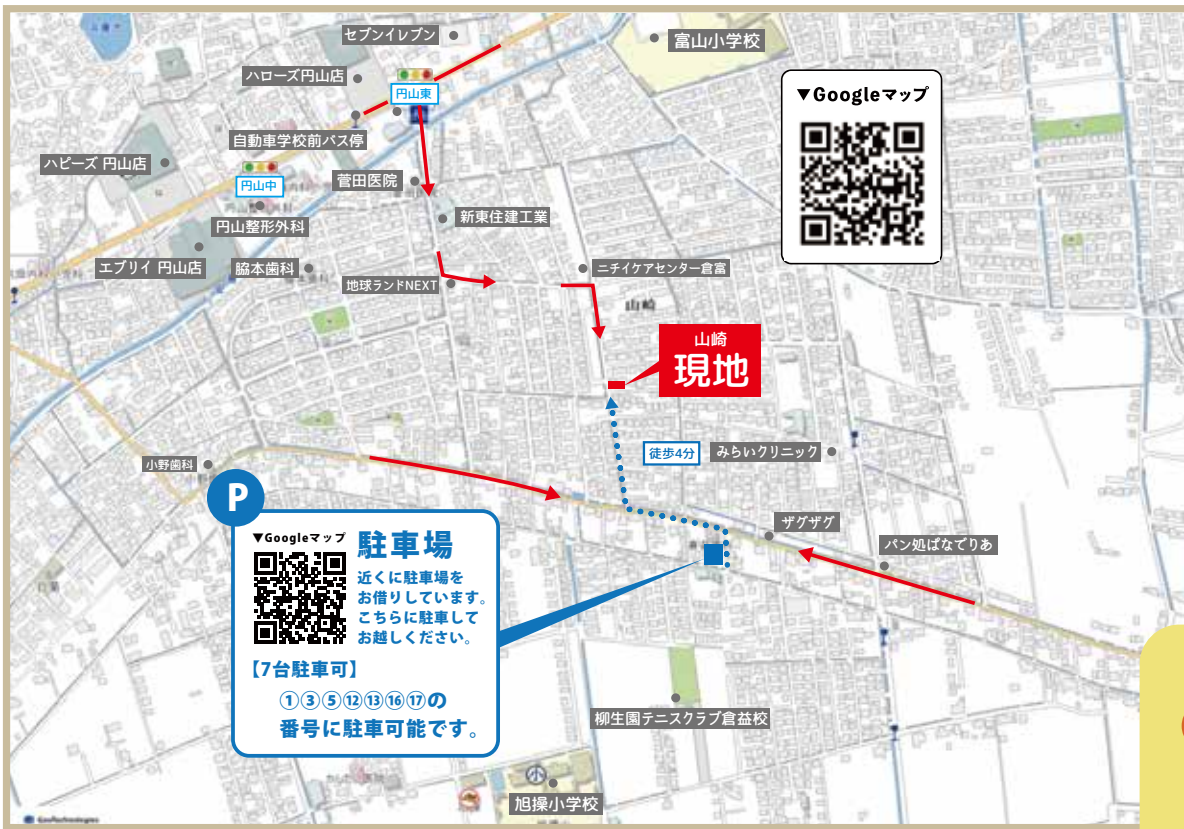 セブンイレブン
富山小学校
ハローズ円山店
円山東
▼Googleマップ
自動車学校前バス停
ハピーズ 円山店
円山中
菅田医院
円山整形外科
新東住建工業
エブリイ 円山店
脇本歯科
地球ランドNEXT
ニチイケアセンター倉富
山崎
山崎
現地
小野歯科
徒歩4分
みらいクリニック
ザグザグ
パン処ぱなでりあ
P
▼Googleマップ
駐車場
近くに駐車場を
お借りしています。
こちらに駐車して
お越しください。
【7台駐車可】
①③⑤⑫⑬⑯⑰の
番号に駐車可能です。
柳生園テニスクラブ倉益校
小
旭操小学校
GeoTechnologies